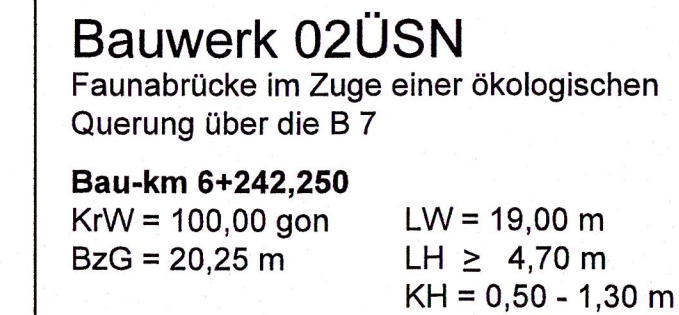 Bauwerk 02ÜSN
Faunabrücke im Zuge einer ökologischen
Querung über die B 7
Bau-km 6+242,250
KrW = 100,00 gon LW = 19,00 m
BzG = 20,25 m LH ≥ 4,70 m
KH = 0,50 - 1,30 m